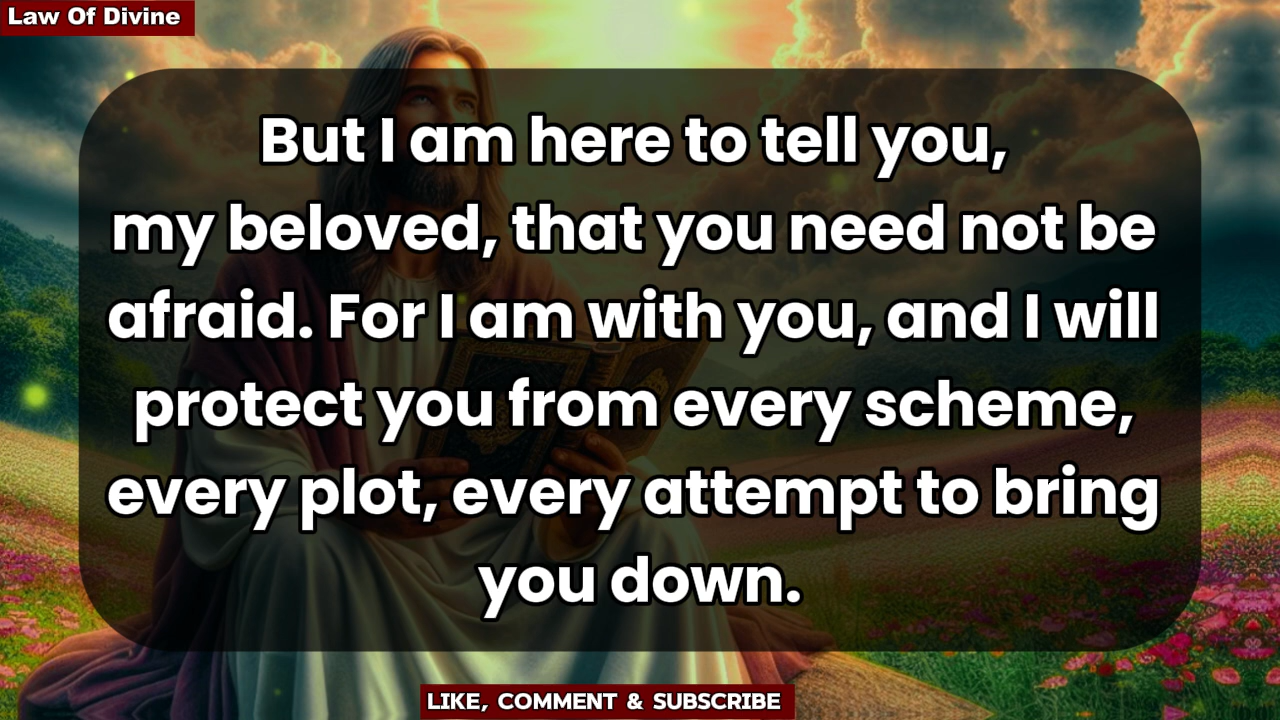 Law Of Divine
But I am here to tell you,
my beloved, that you need not be
afraid. For I am with you, and I will
protect you from every scheme,
every plot, every attempt to bring
you down.
LIKE, COMMENT & SUBSCRIBE